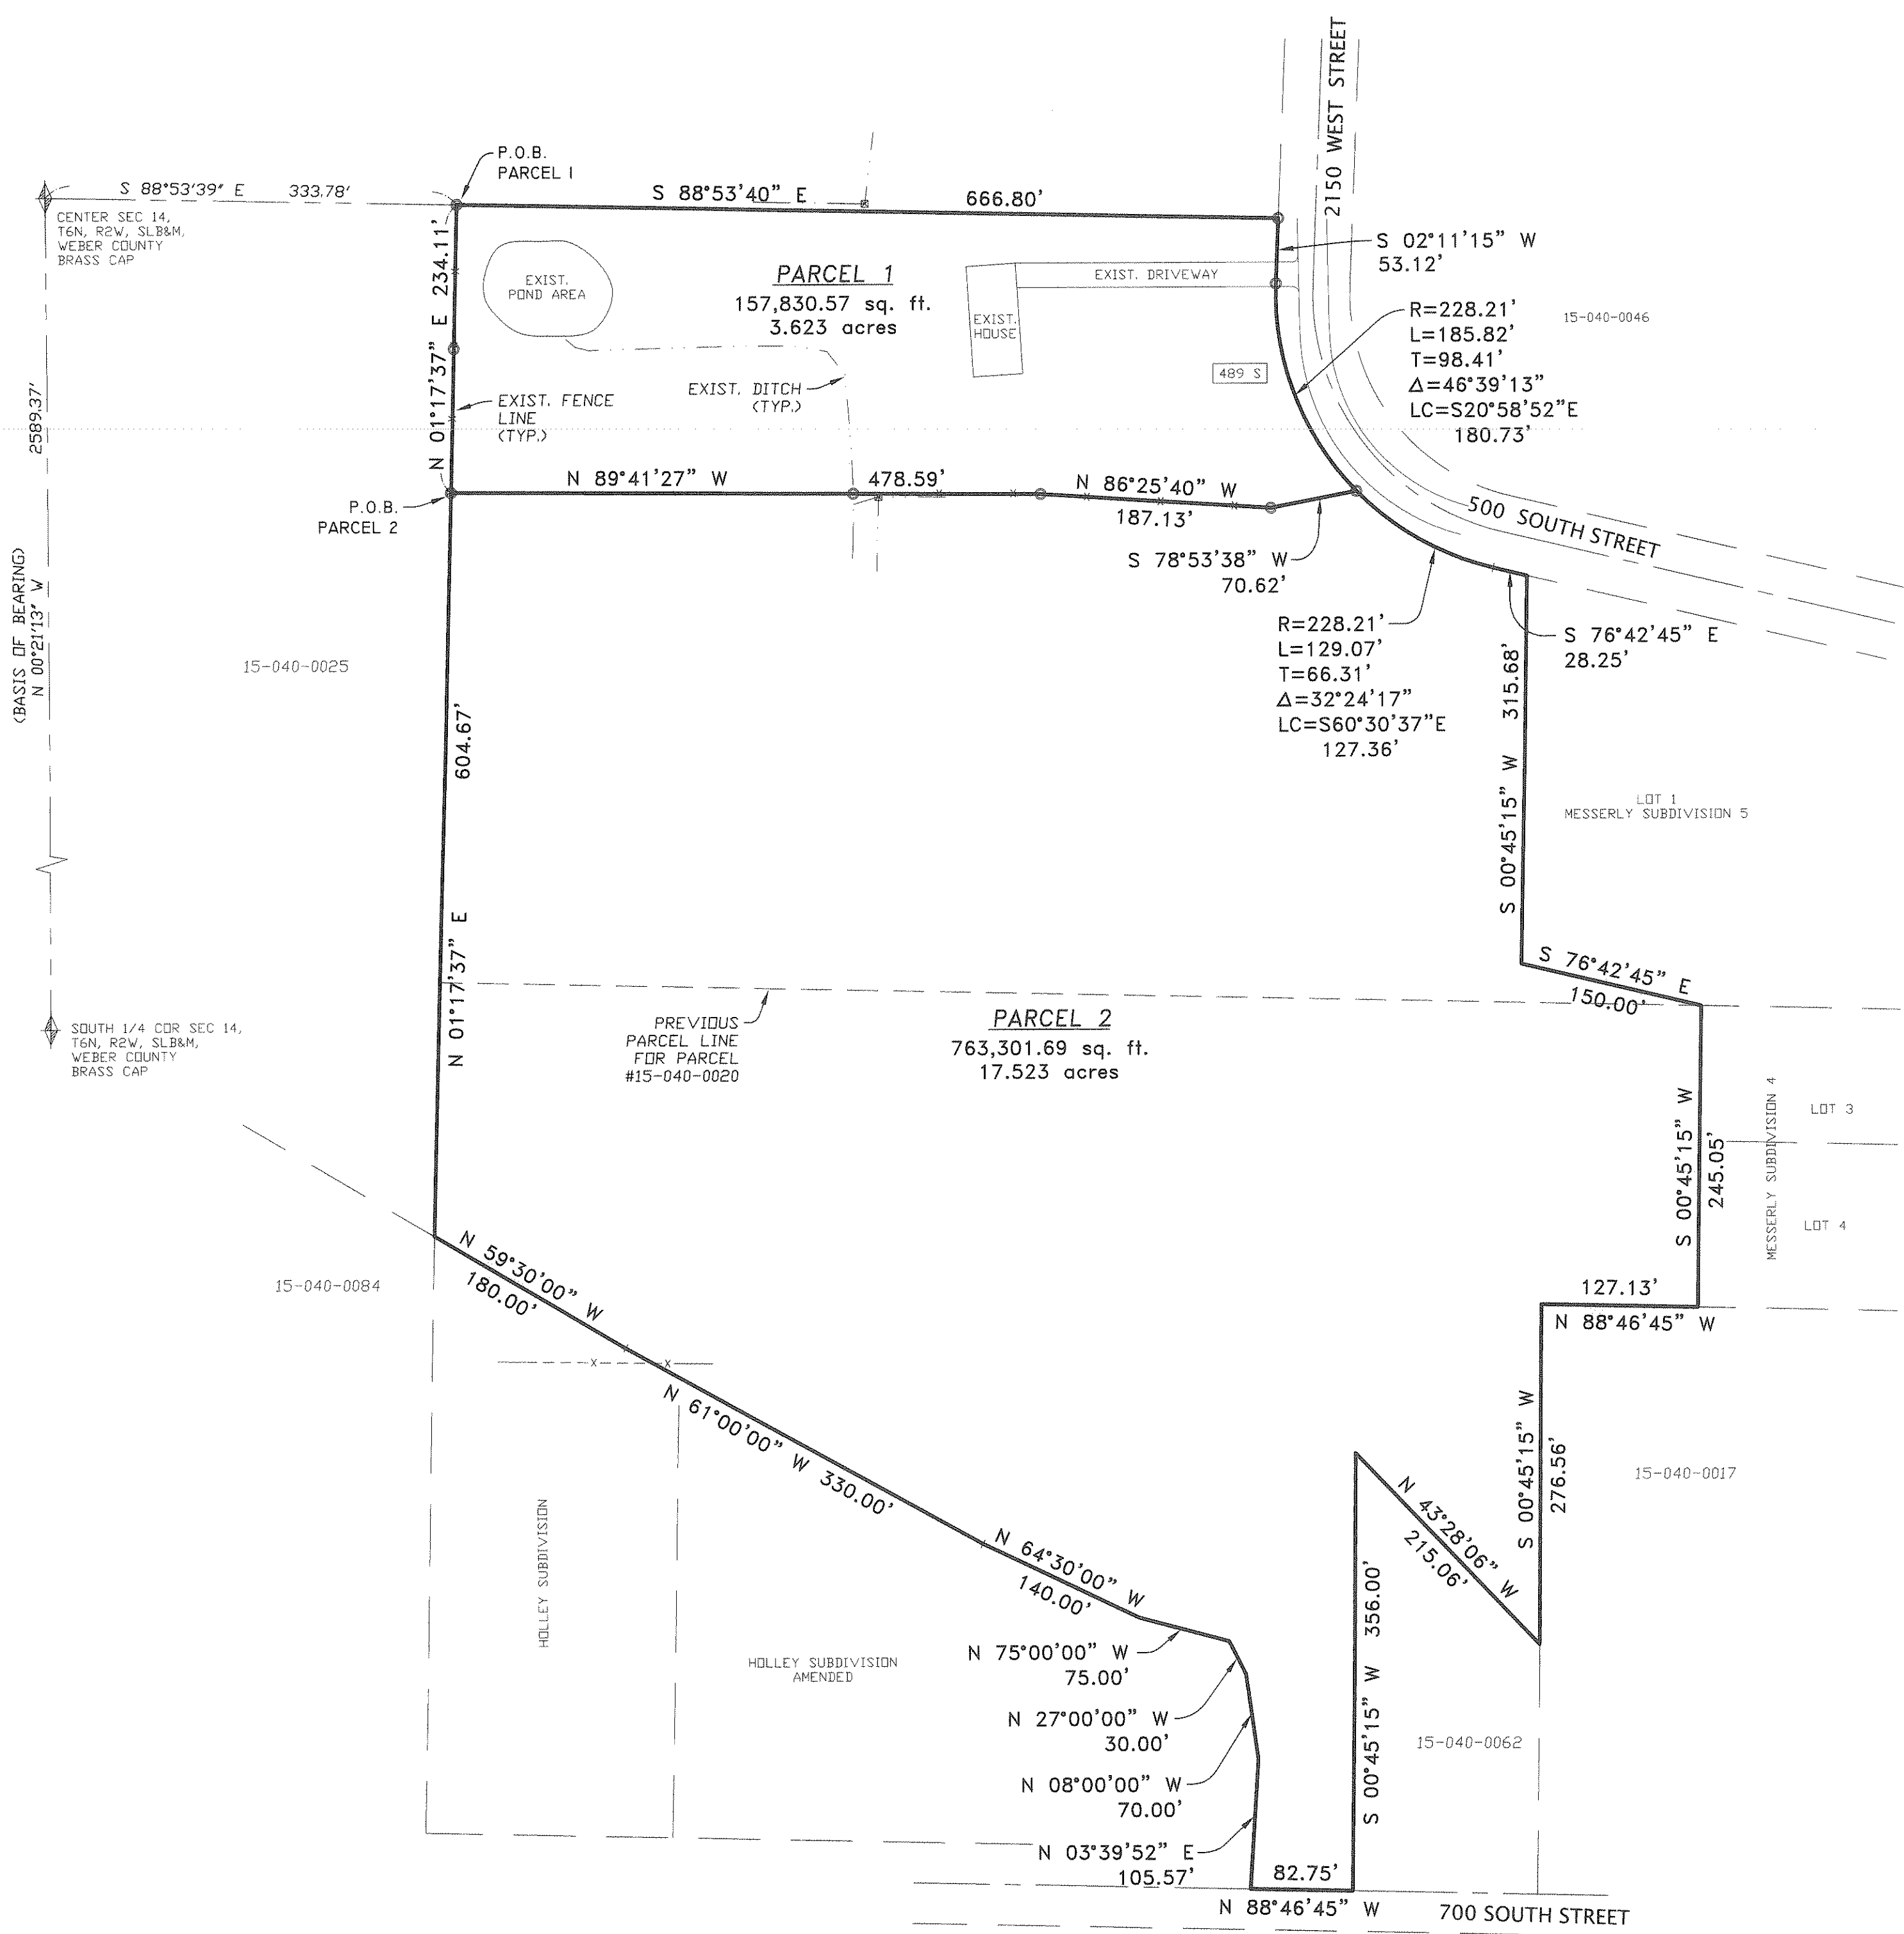 2150 WEST STREET
P.O.B.
PARCEL 1
S 88°53'39" E 333.78'
CENTER SEC 14,
T6N, R2W, SLB&M,
WEBER COUNTY
BRASS CAP
S 88°53'40" E 666.80'
S 02°11'15" W
53.12'
N 01°17'37" E 234.11'
EXIST.
POND AREA
PARCEL 1
157,830.57 sq. ft.
3.623 acres
EXIST. DRIVEWAY
EXIST.
HOUSE
R=228.21'
L=185.82'
T=98.41'
Δ=46°39'13"
LC=S20°58'52"E
180.73'
15-040-0046
489 S
EXIST. DITCH
(TYP.)
EXIST. FENCE
LINE
(TYP.)
2589.37'
(BASIS OF BEARING)
N 00°21'13" W
N 89°41'27" W 478.59'
N 86°25'40" W
187.13'
P.O.B.
PARCEL 2
S 78°53'38" W
70.62'
500 SOUTH STREET
R=228.21'
L=129.07'
T=66.31'
Δ=32°24'17"
LC=S60°30'37"E
127.36'
S 76°42'45" E
28.25'
15-040-0025
S 00°45'15" W 315.68'
LOT 1
MESSERLY SUBDIVISION 5
N 01°17'37" E 604.67'
S 76°42'45" E
150.00'
PREVIOUS
PARCEL LINE
FOR PARCEL
#15-040-0020
PARCEL 2
763,301.69 sq. ft.
17.523 acres
SOUTH 1/4 COR SEC 14,
T6N, R2W, SLB&M,
WEBER COUNTY
BRASS CAP
S 00°45'15" W
245.05'
MESSERLY SUBDIVISION 4
LOT 3
LOT 4
15-040-0084
N 59°30'00" W
180.00'
127.13'
N 88°46'45" W
N 61°00'00" W 330.00'
S 00°45'15" W
276.56'
15-040-0017
N 43°28'06" W
215.06'
HOLLEY SUBDIVISION
N 64°30'00" W
140.00'
S 00°45'15" W 356.00'
HOLLEY SUBDIVISION
AMENDED
N 75°00'00" W
75.00'
N 27°00'00" W
30.00'
N 08°00'00" W
70.00'
15-040-0062
N 03°39'52" E
105.57'
82.75'
N 88°46'45" W
700 SOUTH STREET